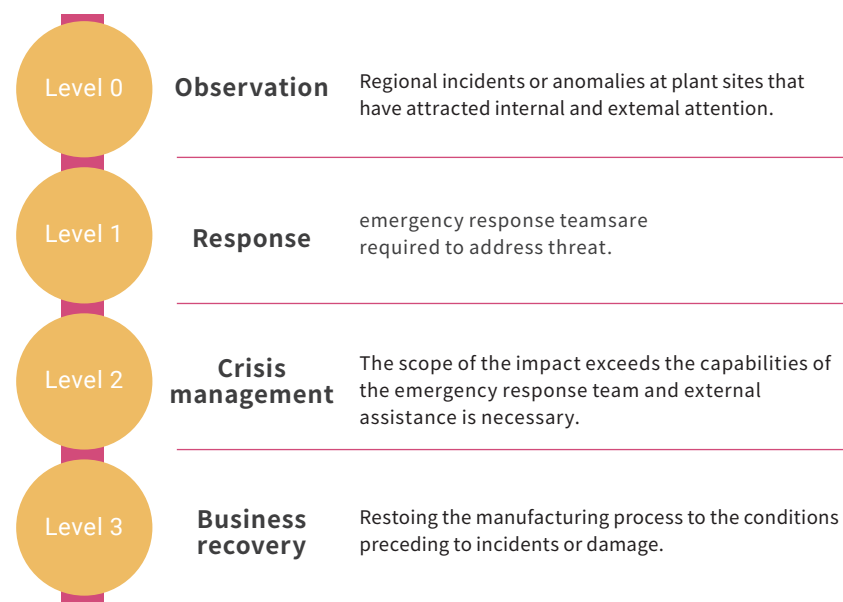 Level 0
Observation
Regional incidents or anomalies at plant sites that
have attracted internal and extemal attention.
Level 1
Response
emergency response teamsare
required to address threat.
Level 2
Crisis
management
The scope of the impact exceeds the capabilities of
the emergency response team and external
assistance is necessary.
Level 3
Business
recovery
Restoing the manufacturing process to the conditions
preceding to incidents or damage.